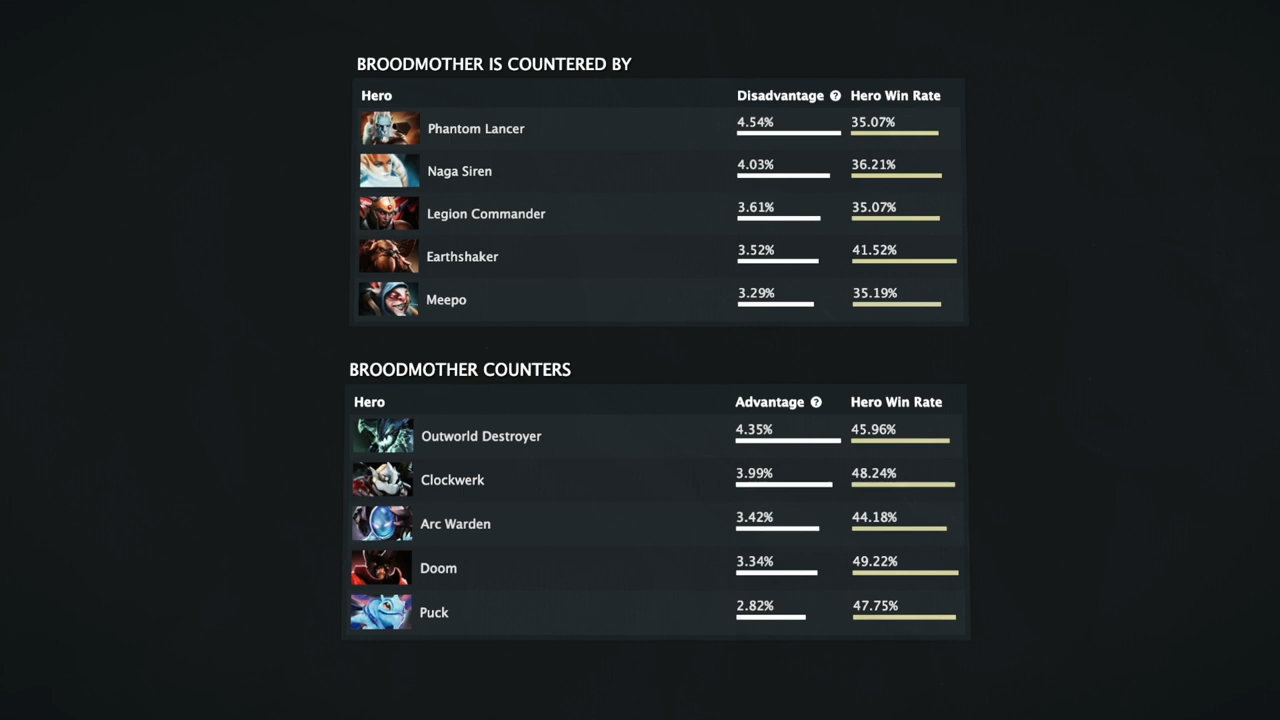 BROODMOTHER IS COUNTERED BY
Hero Disadvantage ? Hero Win Rate
Phantom Lancer 4.54% 35.07%
Naga Siren 4.03% 36.21%
Legion Commander 3.61% 35.07%
Earthshaker 3.52% 41.52%
Meepo 3.29% 35.19%
BROODMOTHER COUNTERS
Hero Advantage ? Hero Win Rate
Outworld Destroyer 4.35% 45.96%
Clockwerk 3.99% 48.24%
Arc Warden 3.42% 44.18%
Doom 3.34% 49.22%
Puck 2.82% 47.75%